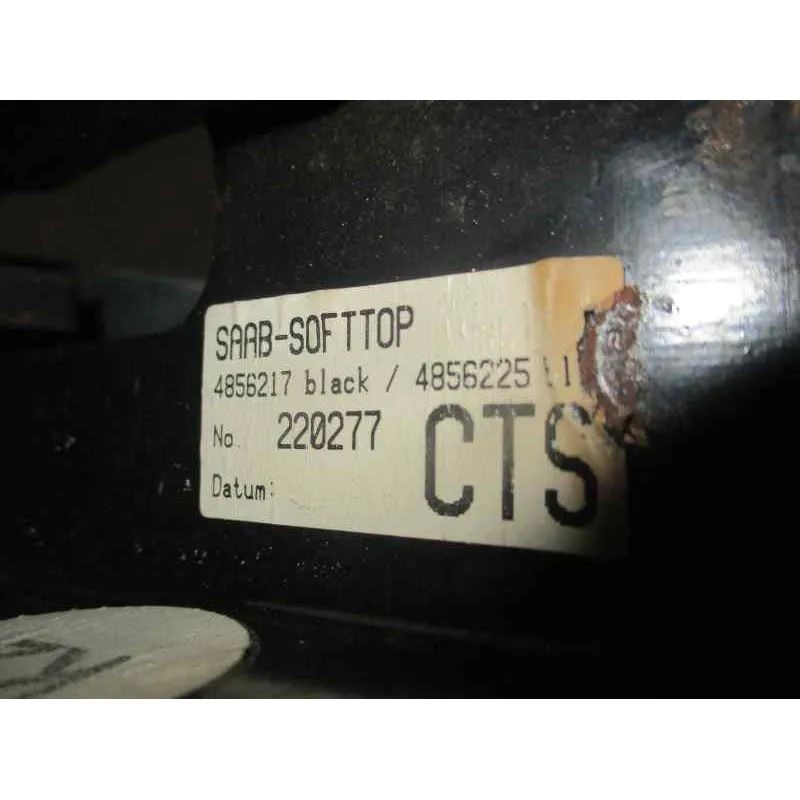 SAAB-SOFTTOP
4856217 black / 4856225
No. 220277
Datum: CTS